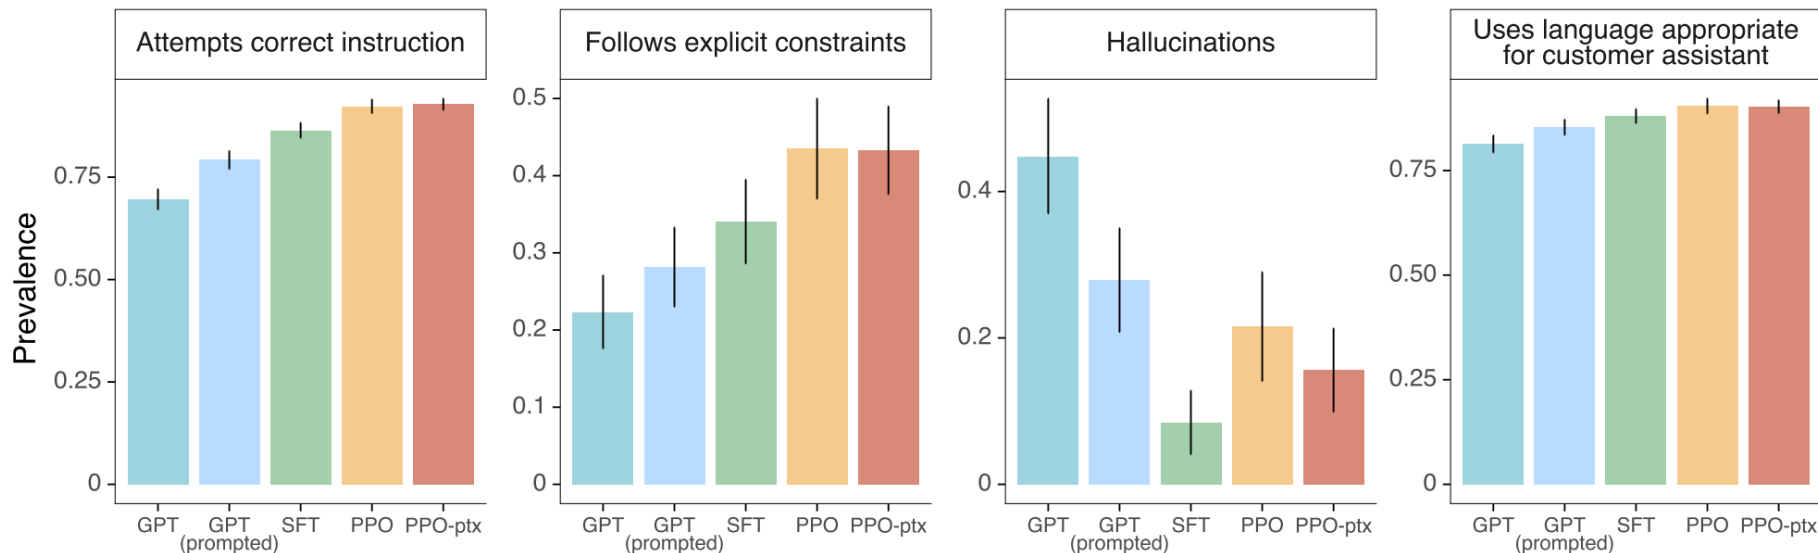 Attempts correct instruction
Follows explicit constraints
Hallucinations
Uses language appropriate
for customer assistant
Prevalence
0.75
0.50
0.25
0
GPT
GPT
(prompted)
SFT
PPO
PPO-ptx
0.5
0.4
0.3
0.2
0.1
0
GPT
GPT
(prompted)
SFT
PPO
PPO-ptx
0.4
0.2
0
GPT
GPT
(prompted)
SFT
PPO
PPO-ptx
0.75
0.50
0.25
0
GPT
GPT
(prompted)
SFT
PPO
PPO-ptx